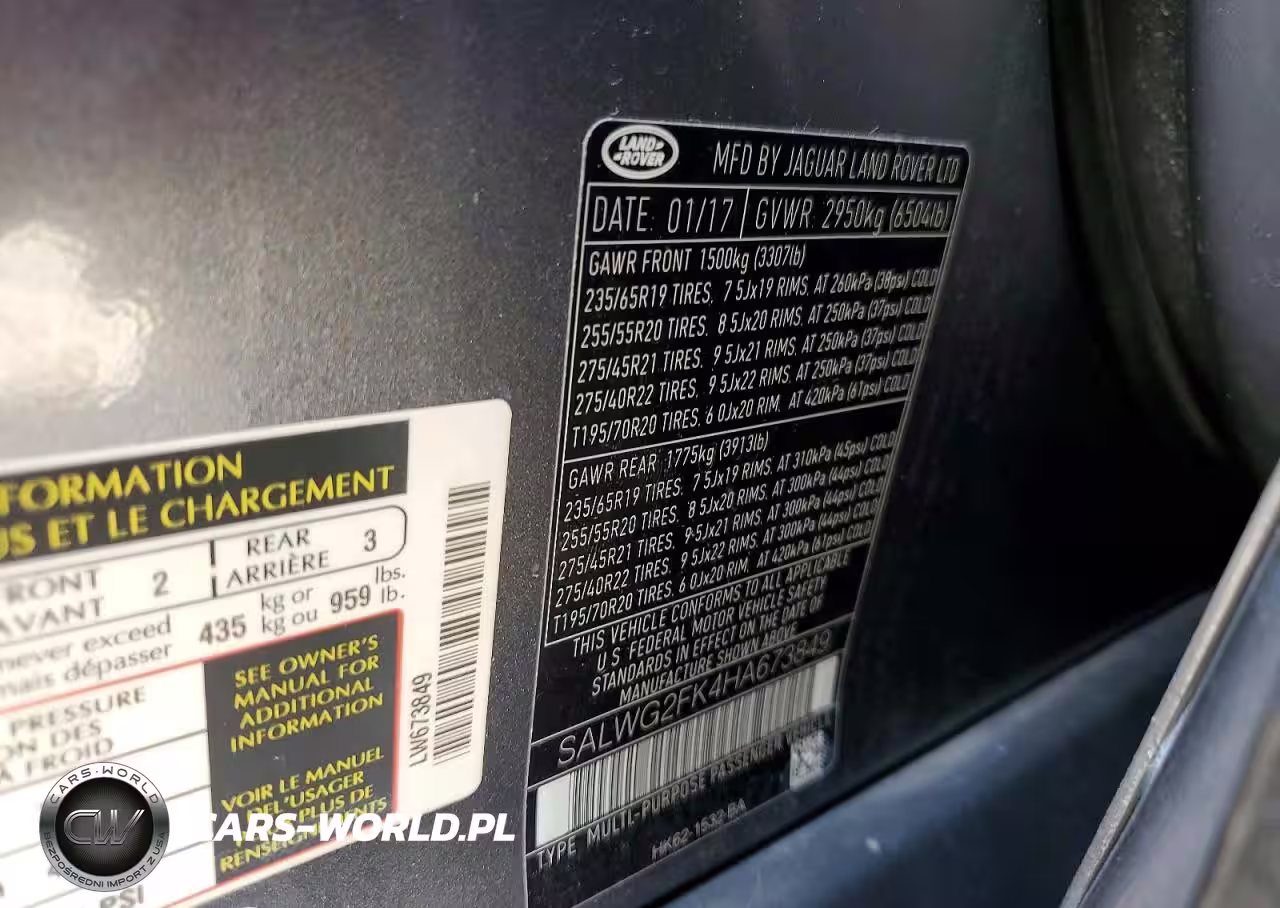 LAND ROVER
MFD BY JAGUAR LAND ROVER LTD
DATE: 01/17 GVWR: 2950kg (6504lb)
GAWR FRONT 1500kg (3307lb)
235/65R19 TIRES, 7.5Jx19 RIMS, AT 260kPa (38psi) COLD
255/55R20 TIRES, 8.5Jx20 RIMS, AT 250kPa (37psi) COLD
275/45R21 TIRES, 9.5Jx21 RIMS, AT 250kPa (37psi) COLD
275/40R22 TIRES, 9.5Jx22 RIMS, AT 250kPa (37psi) COLD
T195/70R20 TIRES, 6.0Jx20 RIM, AT 420kPa (61psi) COLD
GAWR REAR 1775kg (3913lb)
235/65R19 TIRES, 7.5Jx19 RIMS, AT 310kPa (45psi) COLD
255/55R20 TIRES, 8.5Jx20 RIMS, AT 300kPa (44psi) COLD
275/45R21 TIRES, 9.5Jx21 RIMS, AT 300kPa (44psi) COLD
275/40R22 TIRES, 9.5Jx22 RIMS, AT 300kPa (44psi) COLD
T195/70R20 TIRES, 6.0Jx20 RIM, AT 420kPa (61psi) COLD
THIS VEHICLE CONFORMS TO ALL APPLICABLE
U.S. FEDERAL MOTOR VEHICLE SAFETY
STANDARDS IN EFFECT ON THE DATE OF
MANUFACTURE SHOWN ABOVE
SALWG2FK4HA673849
TYPE: MULTI-PURPOSE PASSENGER VEHICLE
HK62-1532-BA
FORMATION
US ET LE CHARGEMENT
RONT 2 REAR 3
AVANT ARRIÈRE
never exceed 435 kg or 959 lbs.
mais dépasser kg ou lb.
PRESSURE
ON DES
À FROID
SEE OWNER'S
MANUAL FOR
ADDITIONAL
INFORMATION
VOIR LE MANUEL
DE L'USAGER
PLUS DE
RENSEIGNEMENTS
PSI
LW673849
CARS-WORLD
CW
BEZPOŚREDNI IMPORT Z USA
CARS-WORLD.PL